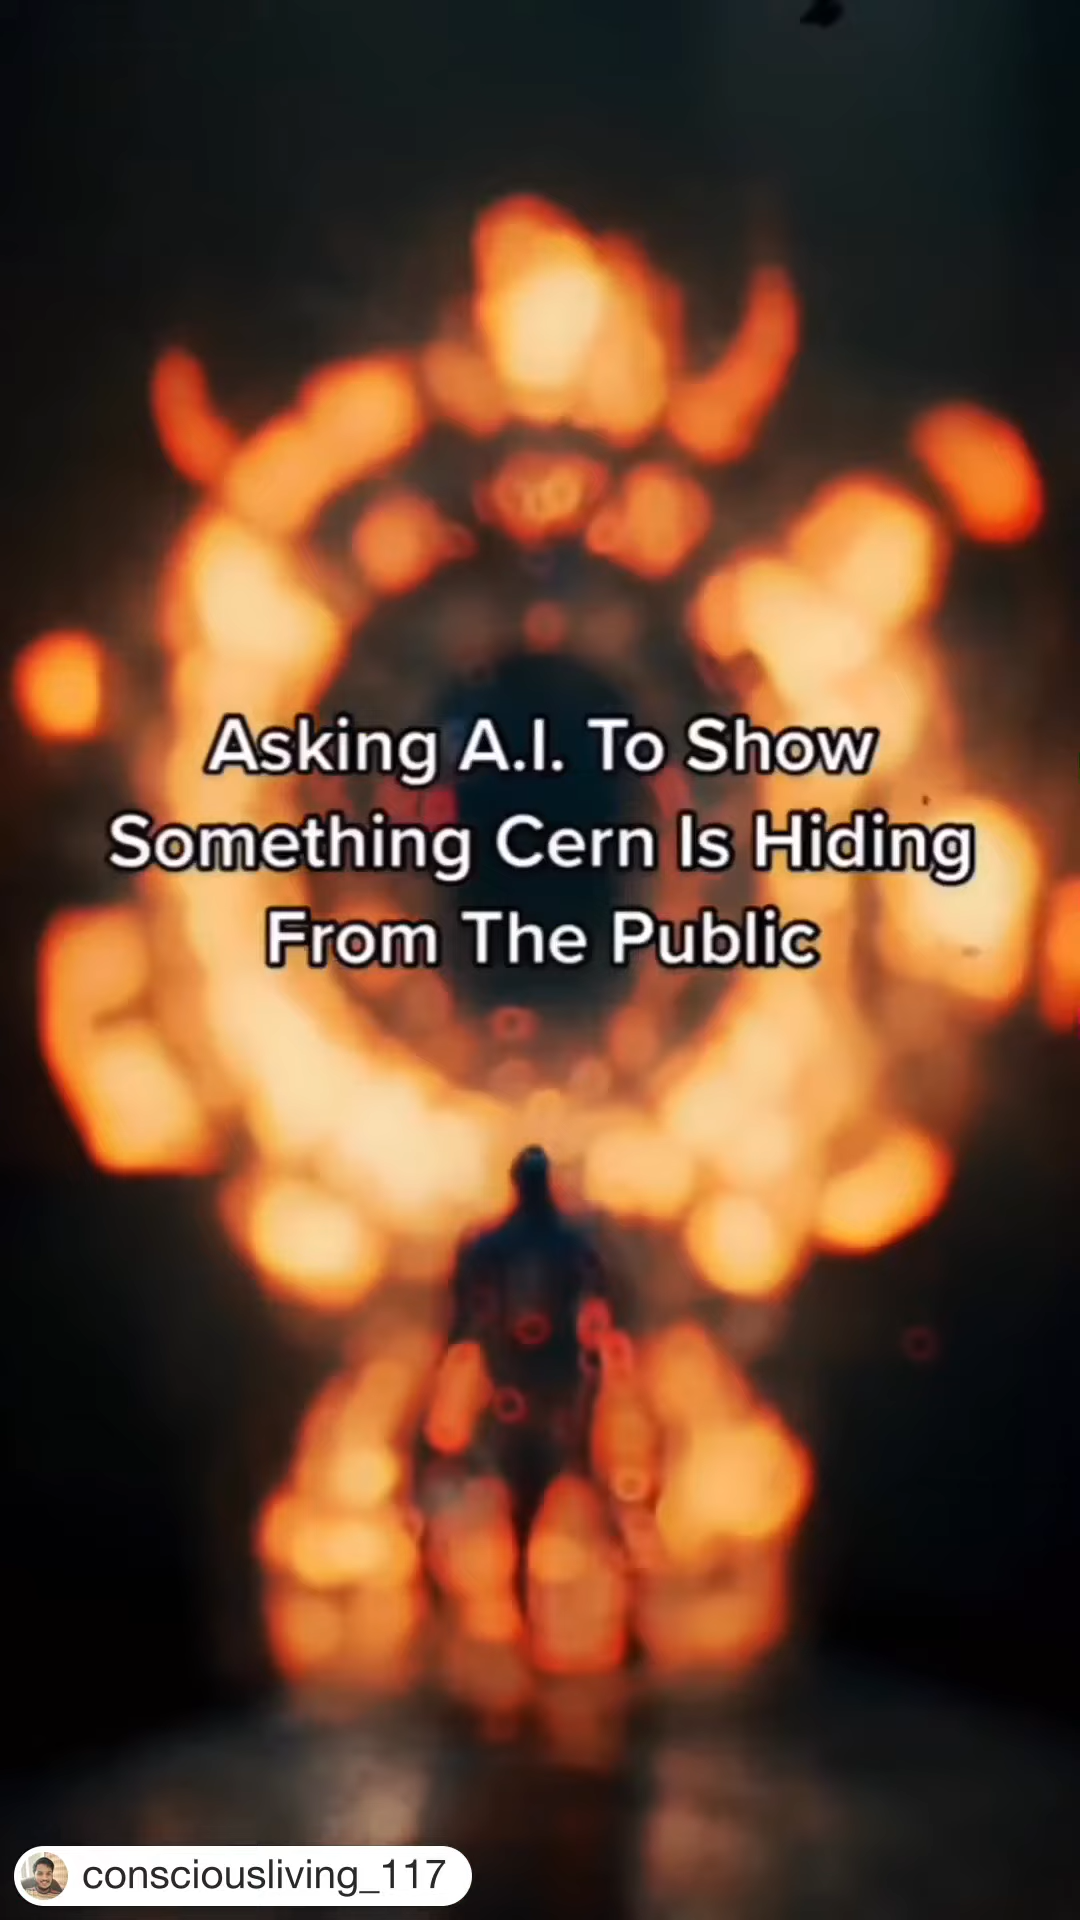 Asking A.I. To Show
Something Cern Is Hiding
From The Public
consciousliving_117